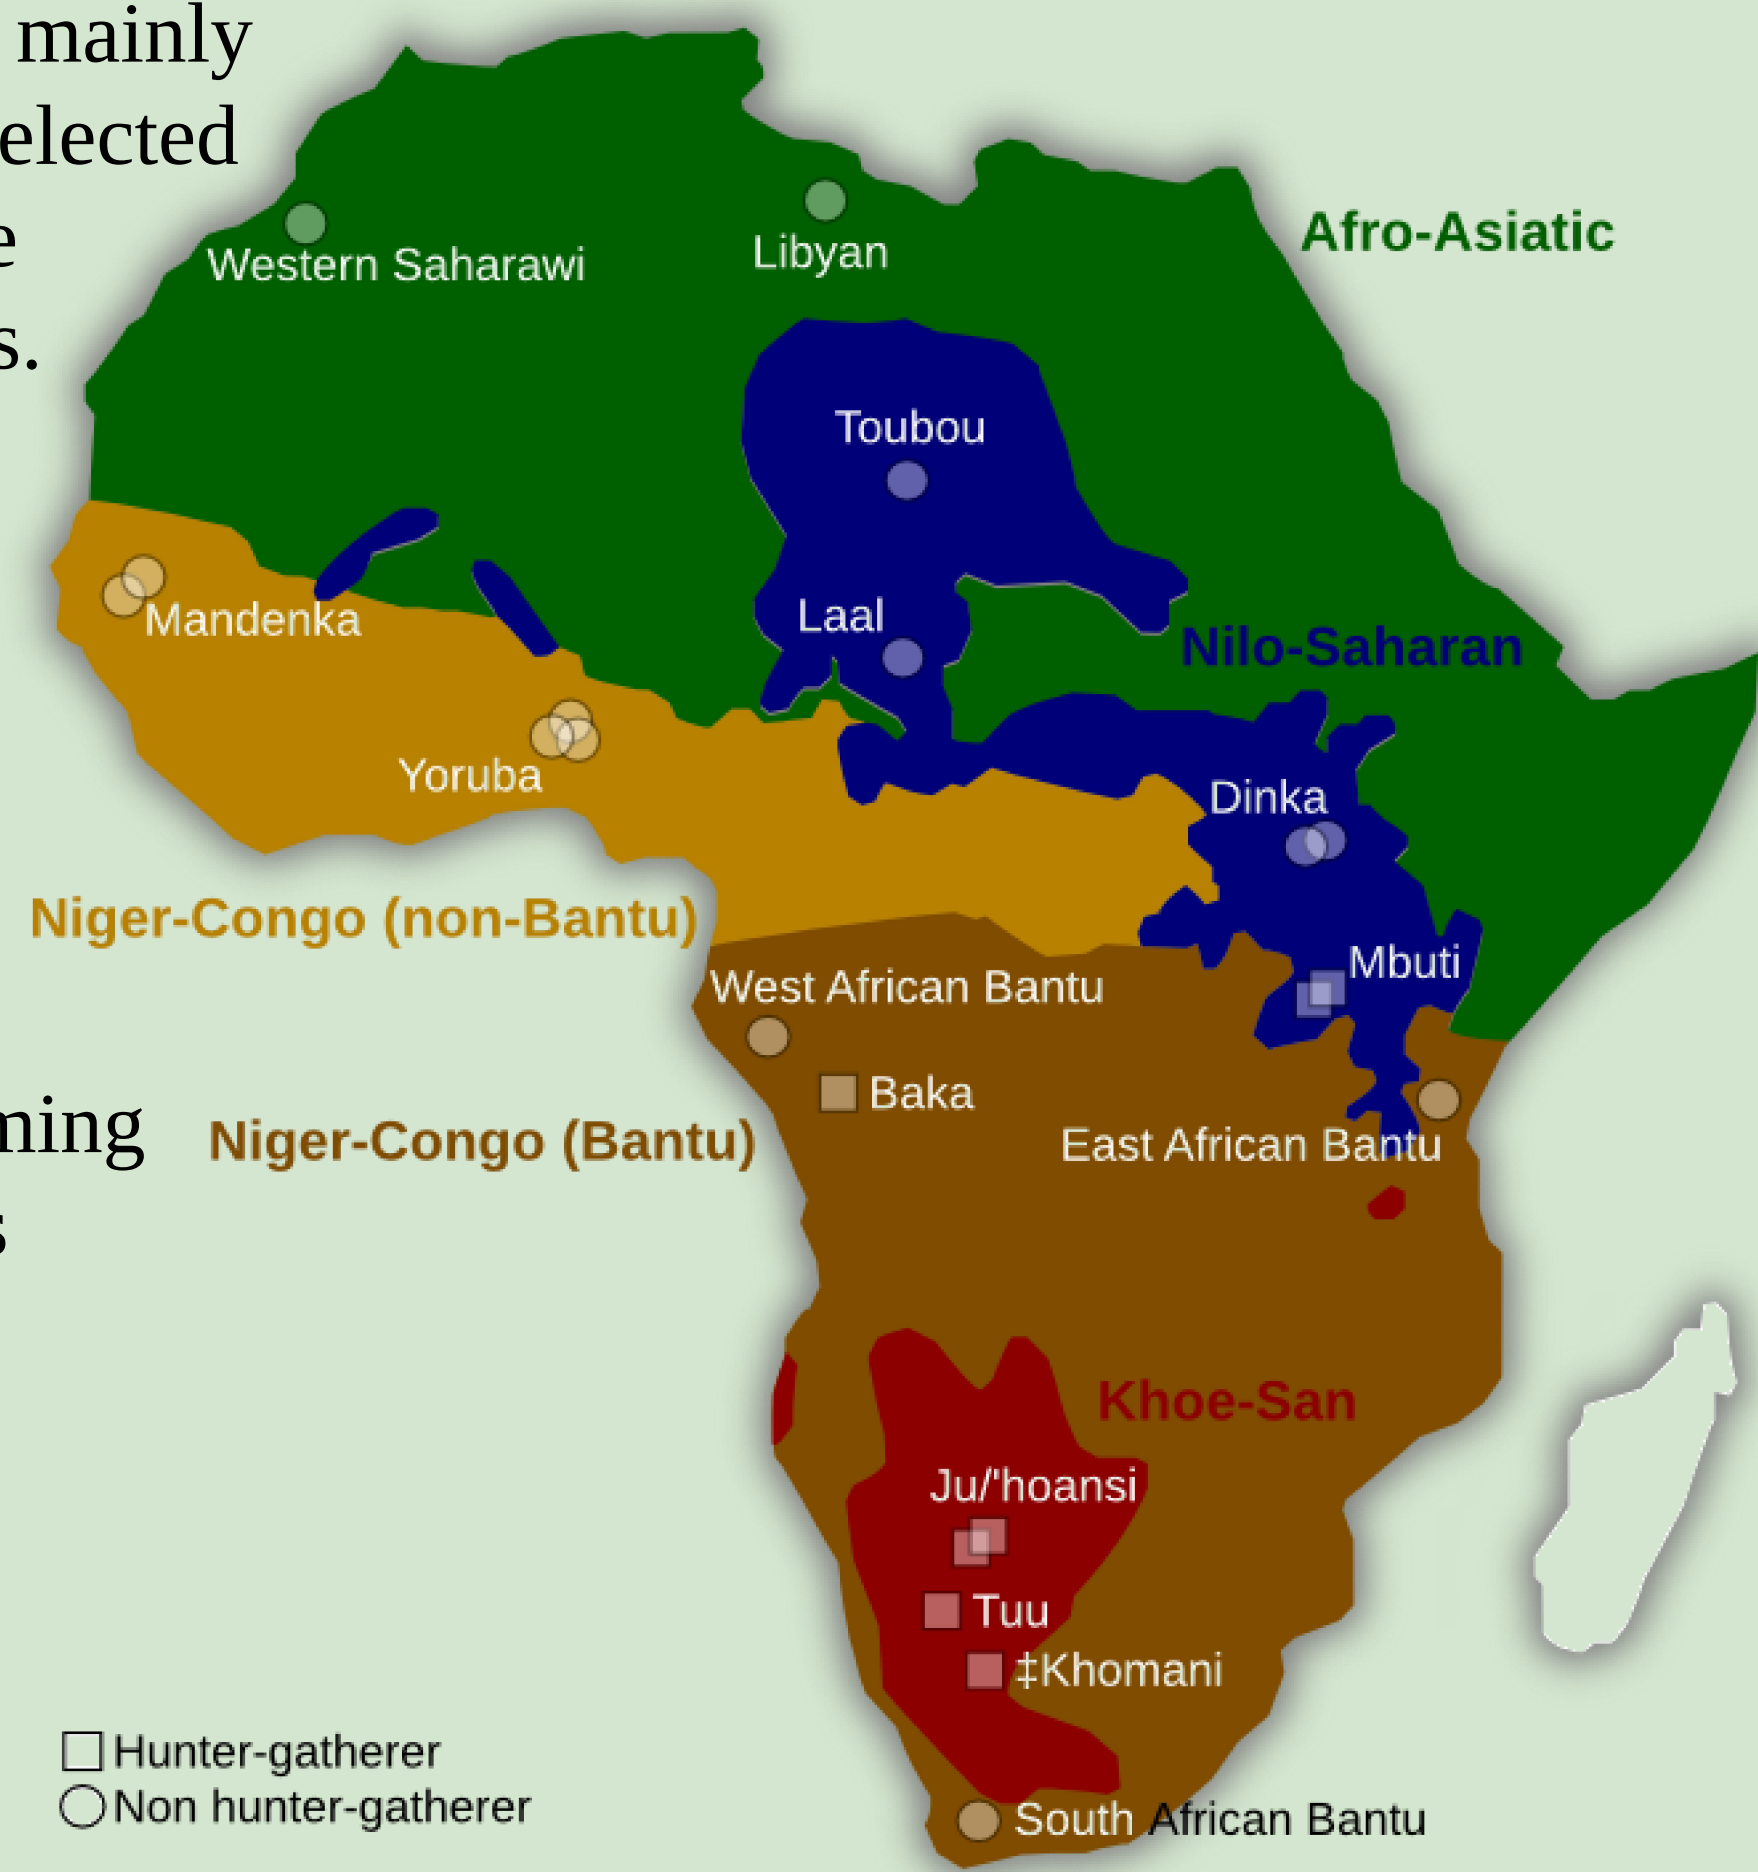 mainly
elected
e
s.
Western Saharawi
Libyan
Afro-Asiatic
Toubou
Laal
Mandenka
Nilo-Saharan
Yoruba
Dinka
Niger-Congo (non-Bantu)
Mbuti
West African Bantu
Baka
ming
Niger-Congo (Bantu)
East African Bantu
s
Khoe-San
Ju/'hoansi
Tuu
‡Khomani
Hunter-gatherer
Non hunter-gatherer
South African Bantu